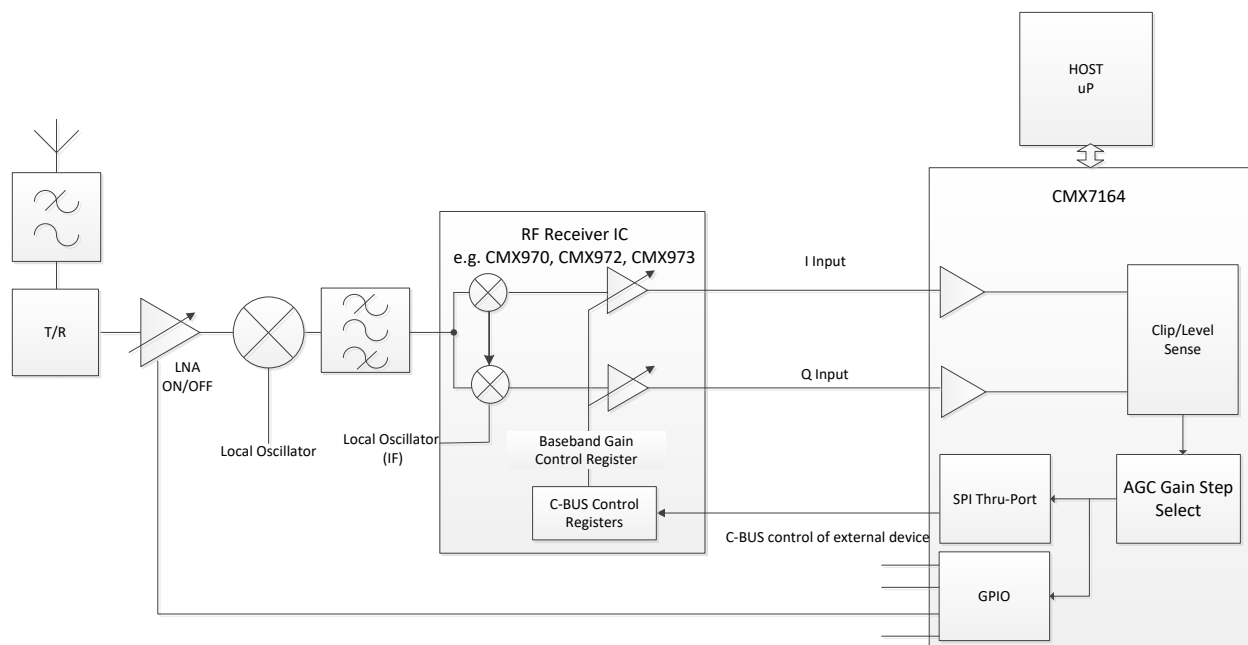 HOST
uP
CMX7164
RF Receiver IC
e.g. CMX970, CMX972, CMX973
I Input
T/R
LNA
ON/OFF
Clip/Level
Sense
Q Input
Local Oscillator
Local Oscillator
(IF)
Baseband Gain
Control Register
C-BUS Control
Registers
SPI Thru-Port
AGC Gain Step
Select
C-BUS control of external device
GPIO